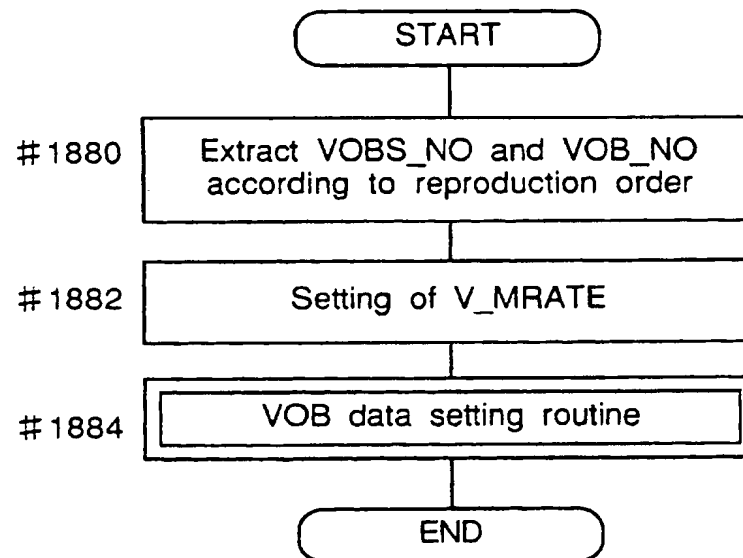 START
#1880
Extract VOBS_NO and VOB_NO
according to reproduction order
#1882
Setting of V_MRATE
#1884
VOB data setting routine
END